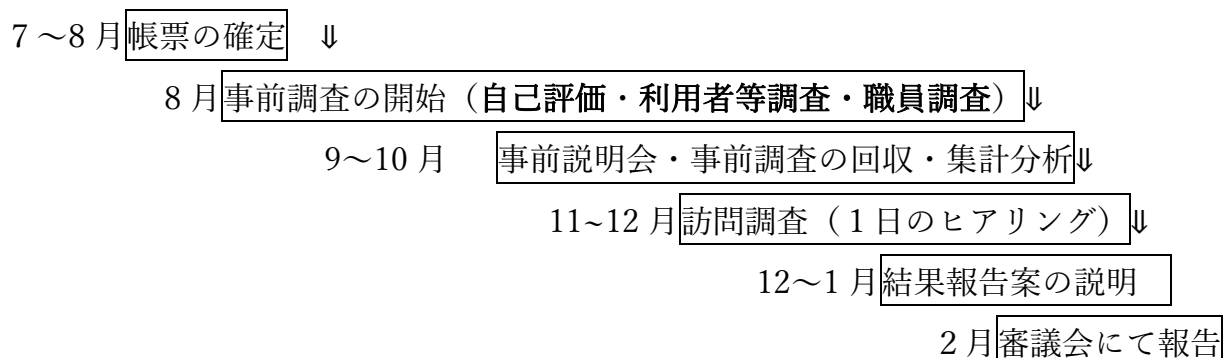 7～8月帳票の確定　⇓
8月事前調査の開始（自己評価・利用者等調査・職員調査）⇓
9～10月　事前説明会・事前調査の回収・集計分析⇓
11~12月訪問調査（1日のヒアリング）⇓
12～1月結果報告案の説明
2月審議会にて報告